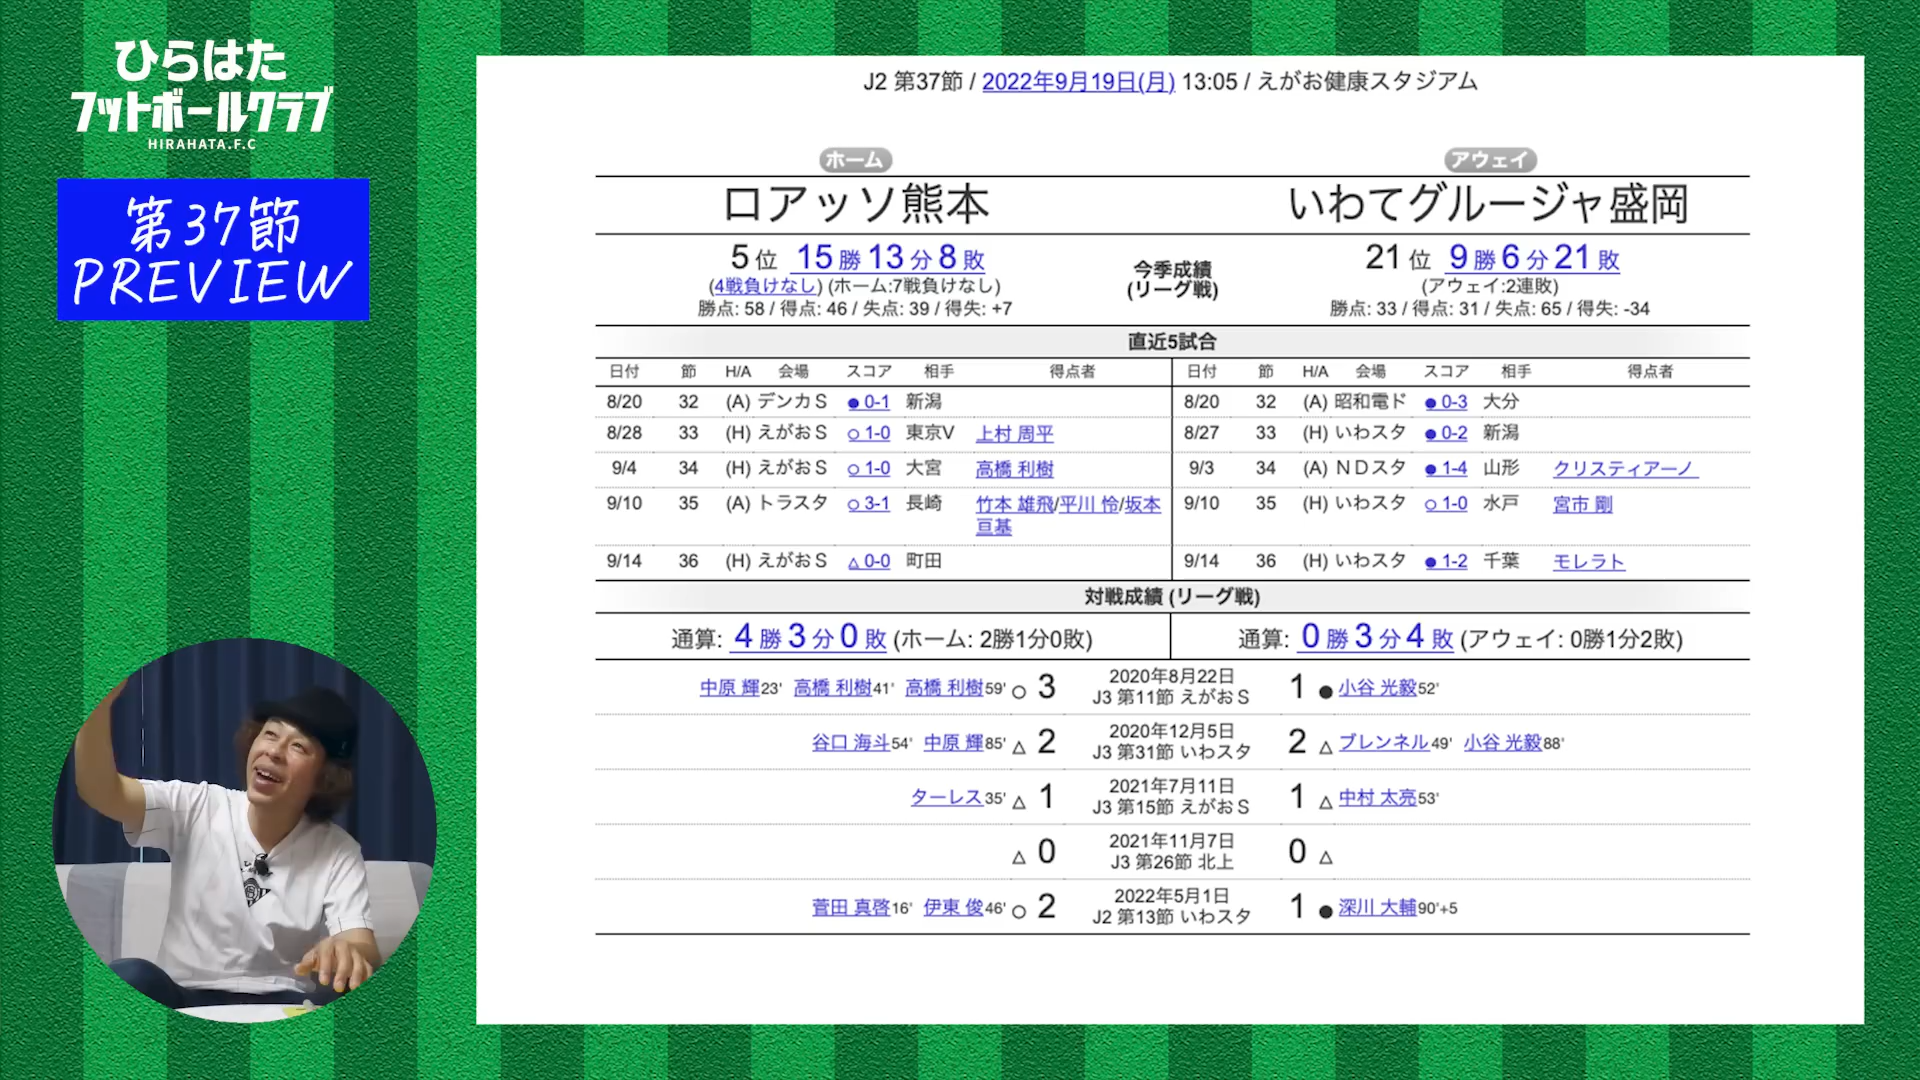 ひらはた
フットボールクラブ
HIRAHATA.F.C
第37節
PREVIEW
J2 第37節 / 2022年9月19日(月) 13:05 / えがお健康スタジアム
ホーム アウェイ
ロアッソ熊本 いわてグルージャ盛岡
5位 15勝13分8敗 今季成績 21位 9勝6分21敗
(4戦負けなし) (ホーム:7戦負けなし) (リーグ戦) (アウェイ:2連敗)
勝点: 58 / 得点: 46 / 失点: 39 / 得失: +7 勝点: 33 / 得点: 31 / 失点: 65 / 得失: -34
直近5試合
日付 節 H/A 会場 スコア 相手 得点者 日付 節 H/A 会場 スコア 相手 得点者
8/20 32 (A) デンカS ●0-1 新潟 8/20 32 (A) 昭和電ド ●0-3 大分
8/28 33 (H) えがおS ○1-0 東京V 上村 周平 8/27 33 (H) いわスタ ●0-2 新潟
9/4 34 (H) えがおS ○1-0 大宮 高橋 利樹 9/3 34 (A) NDスタ ●1-4 山形 クリスティアーノ
9/10 35 (A) トラスタ ○3-1 長崎 竹本 雄飛/平川 怜/坂本 9/10 35 (H) いわスタ ○1-0 水戸 宮市 剛
亘基
9/14 36 (H) えがおS △0-0 町田 9/14 36 (H) いわスタ ●1-2 千葉 モレラト
対戦成績 (リーグ戦)
通算: 4勝3分0敗 (ホーム: 2勝1分0敗) 通算: 0勝3分4敗 (アウェイ: 0勝1分2敗)
中原 輝23' 高橋 利樹41' 高橋 利樹59' ○ 3 2020年8月22日 1 ● 小谷 光毅52'
J3 第11節 えがおS
谷口 海斗54' 中原 輝85' △ 2 2020年12月5日 2 △ ブレンネル49' 小谷 光毅88'
J3 第31節 いわスタ
ターレス35' △ 1 2021年7月11日 1 △ 中村 太亮53'
J3 第15節 えがおS
△ 0 2021年11月7日 0 △
J3 第26節 北上
菅田 真啓16' 伊東 俊46' ○ 2 2022年5月1日 1 ● 深川 大輔90'+5
J2 第13節 いわスタ